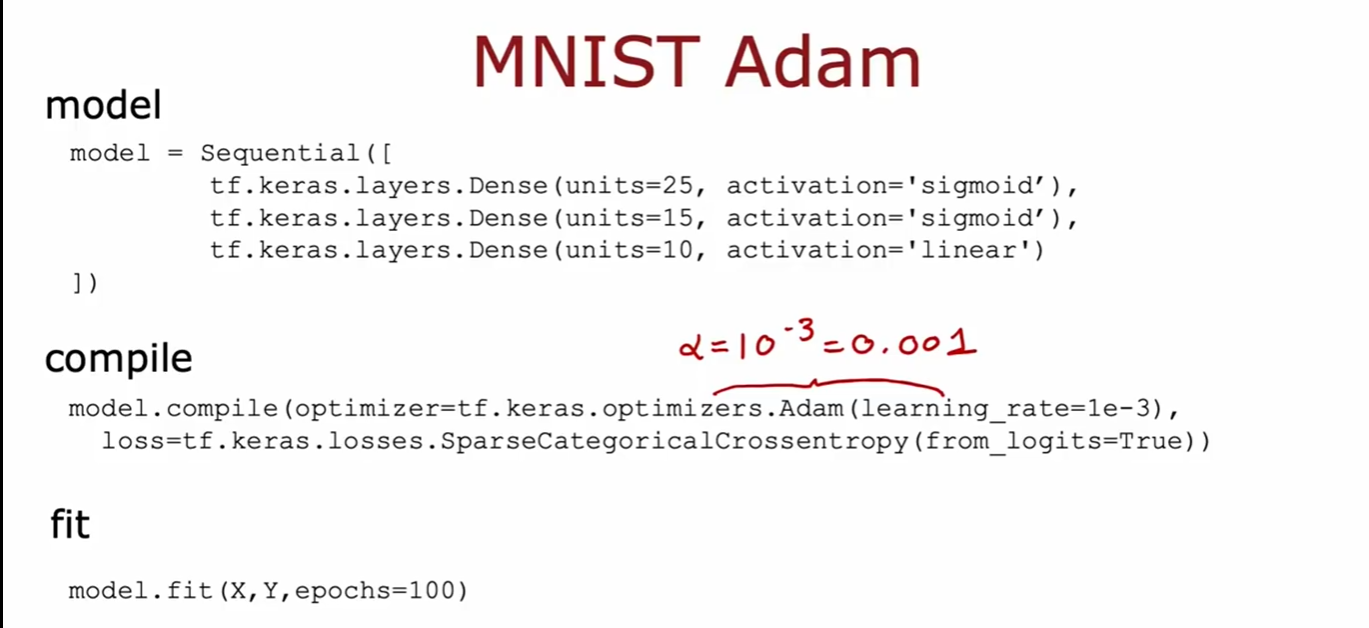 MNIST Adam
model
model = Sequential([
tf.keras.layers.Dense(units=25, activation='sigmoid’),
tf.keras.layers.Dense(units=15, activation='sigmoid’),
tf.keras.layers.Dense(units=10, activation='linear')
])
α=10⁻³=0.001
compile
model.compile(optimizer=tf.keras.optimizers.Adam(learning_rate=1e-3),
loss=tf.keras.losses.SparseCategoricalCrossentropy(from_logits=True))
fit
model.fit(X,Y,epochs=100)